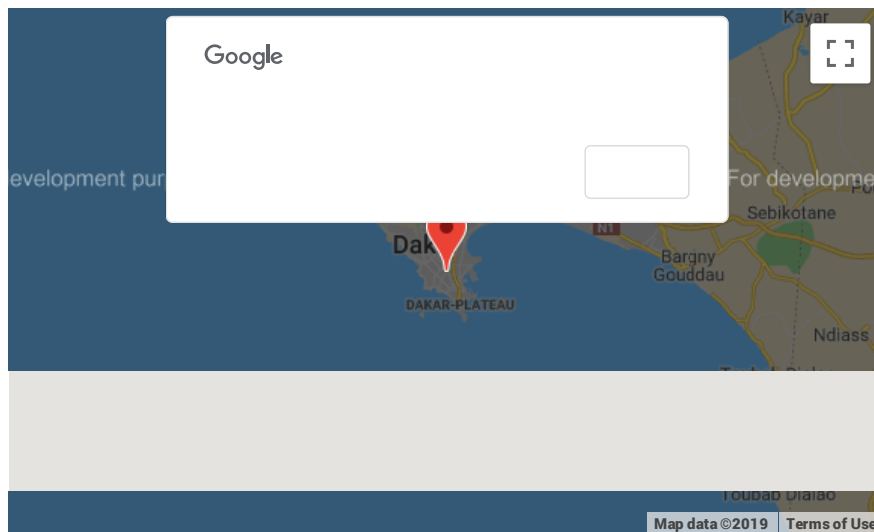 Kayar
Google
evelopment pur
For developme
Sebikotane
N1
Dak
Bargny
Gouddau
DAKAR-PLATEAU
Ndiass
Toubab Dialao
Map data ©2019
Terms of Use